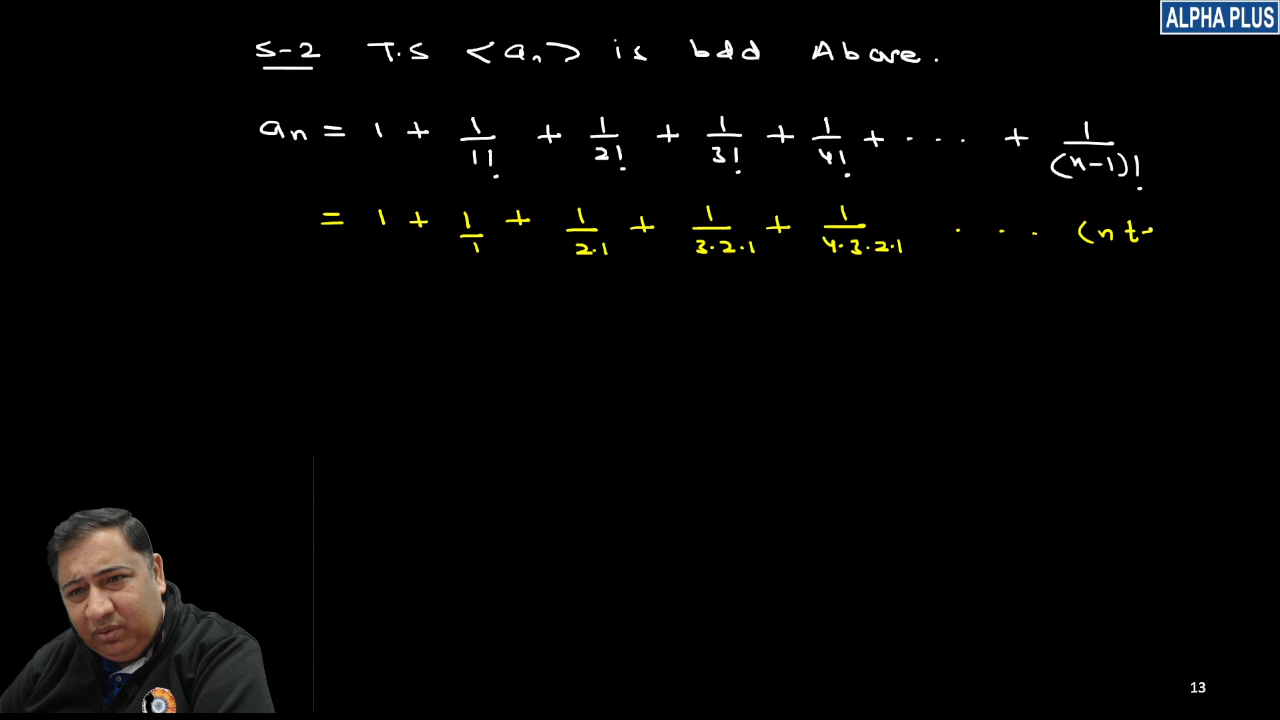 ALPHA PLUS
S-2 T.S <an> is bdd Above.
an = 1 + 1/1! + 1/2! + 1/3! + 1/4! + . . . . + 1/(n-1)!
= 1 + 1/1 + 1/2·1 + 1/3·2·1 + 1/4·3·2·1 . . . (n t
13